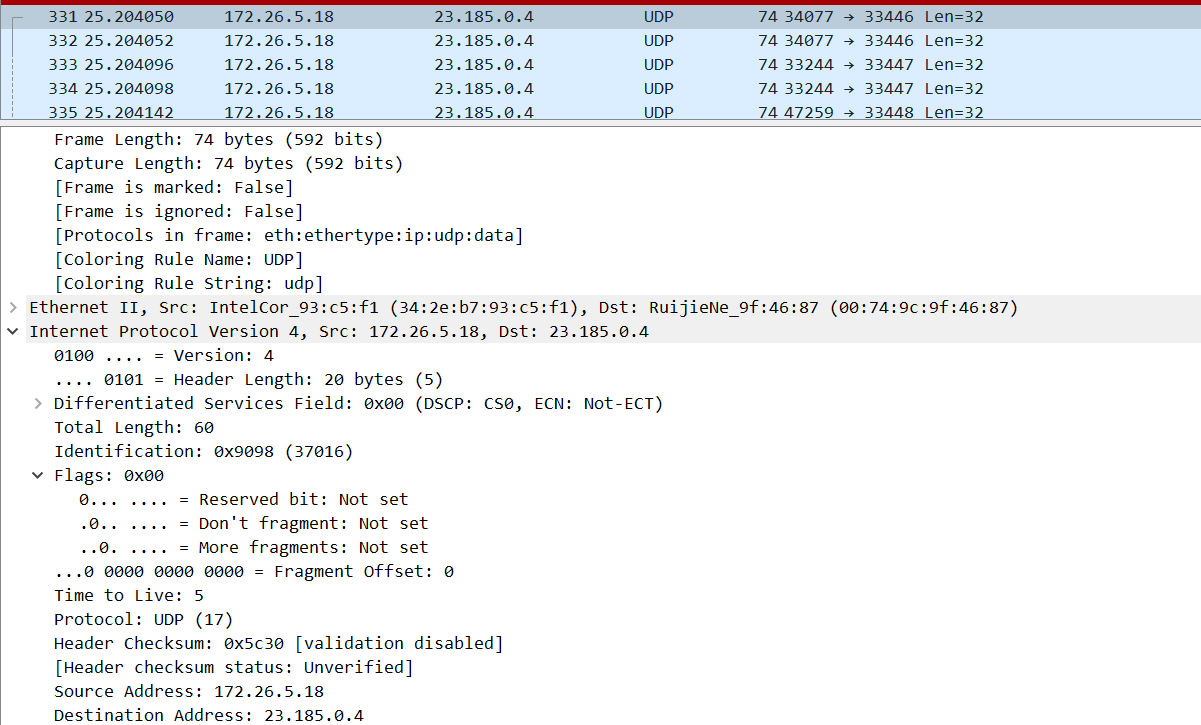 331 25.204050 172.26.5.18 23.185.0.4 UDP 74 34077 → 33446 Len=32
332 25.204052 172.26.5.18 23.185.0.4 UDP 74 34077 → 33446 Len=32
333 25.204096 172.26.5.18 23.185.0.4 UDP 74 33244 → 33447 Len=32
334 25.204098 172.26.5.18 23.185.0.4 UDP 74 33244 → 33447 Len=32
335 25.204142 172.26.5.18 23.185.0.4 UDP 74 47259 → 33448 Len=32
Frame Length: 74 bytes (592 bits)
Capture Length: 74 bytes (592 bits)
[Frame is marked: False]
[Frame is ignored: False]
[Protocols in frame: eth:ethertype:ip:udp:data]
[Coloring Rule Name: UDP]
[Coloring Rule String: udp]
Ethernet II, Src: IntelCor_93:c5:f1 (34:2e:b7:93:c5:f1), Dst: RuijieNe_9f:46:87 (00:74:9c:9f:46:87)
Internet Protocol Version 4, Src: 172.26.5.18, Dst: 23.185.0.4
0100 .... = Version: 4
.... 0101 = Header Length: 20 bytes (5)
Differentiated Services Field: 0x00 (DSCP: CS0, ECN: Not-ECT)
Total Length: 60
Identification: 0x9098 (37016)
Flags: 0x00
0... .... = Reserved bit: Not set
.0.. .... = Don't fragment: Not set
..0. .... = More fragments: Not set
...0 0000 0000 0000 = Fragment Offset: 0
Time to Live: 5
Protocol: UDP (17)
Header Checksum: 0x5c30 [validation disabled]
[Header checksum status: Unverified]
Source Address: 172.26.5.18
Destination Address: 23.185.0.4